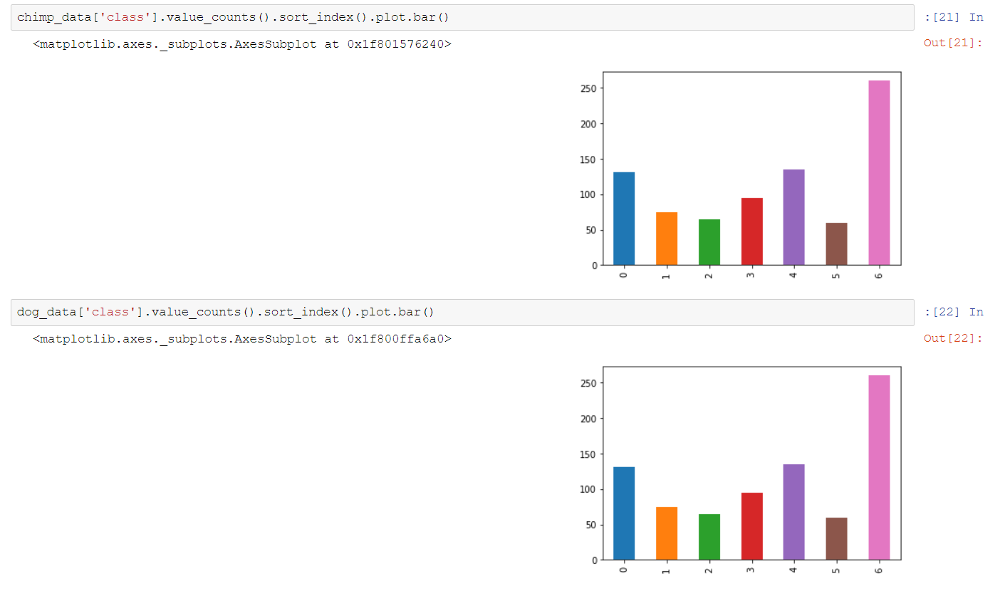 chimp_data['class'].value_counts().sort_index().plot.bar()
:[21] In
<matplotlib.axes._subplots.AxesSubplot at 0x1f801576240>
Out[21]:
250
200
150
100
50
0
0 1 2 3 4 5 6
dog_data['class'].value_counts().sort_index().plot.bar()
:[22] In
<matplotlib.axes._subplots.AxesSubplot at 0x1f800ffa6a0>
Out[22]:
250
200
150
100
50
0
0 1 2 3 4 5 6